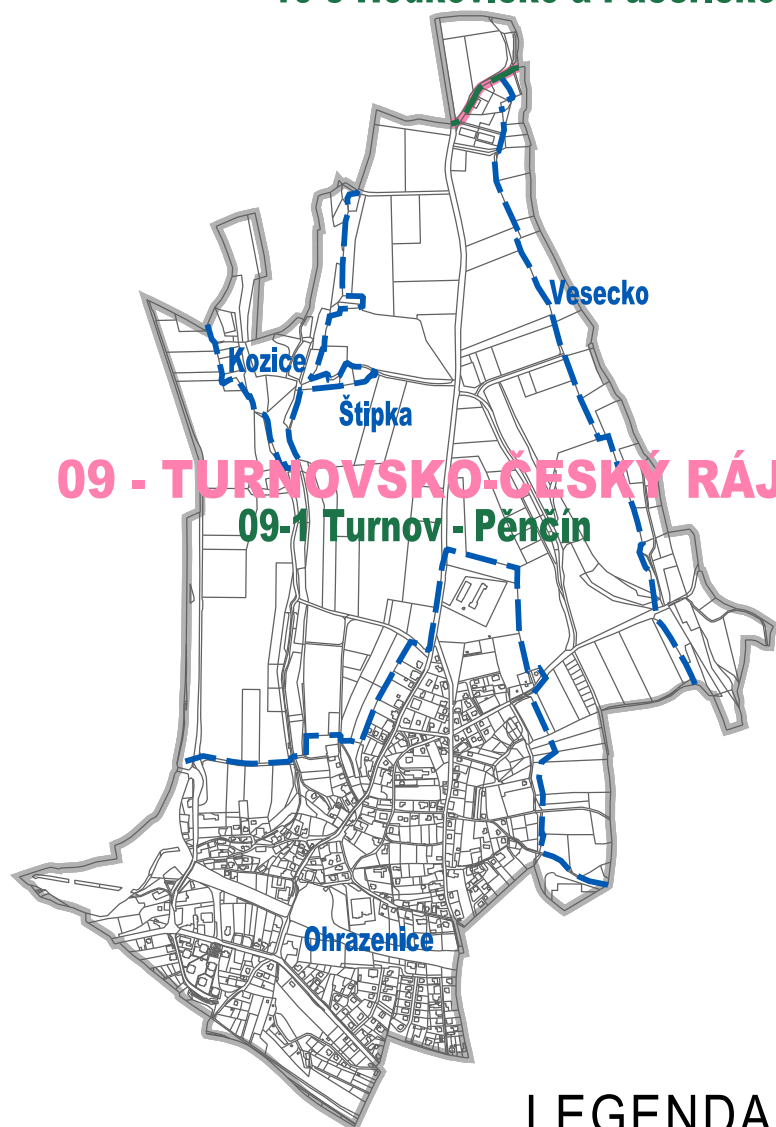 Vesecko
Kozice
Štipka
09 - TURNOVSKO-ČESKÝ RÁJ
09-1 Turnov - Pěnčín
Ohrazenice
LEGENDA